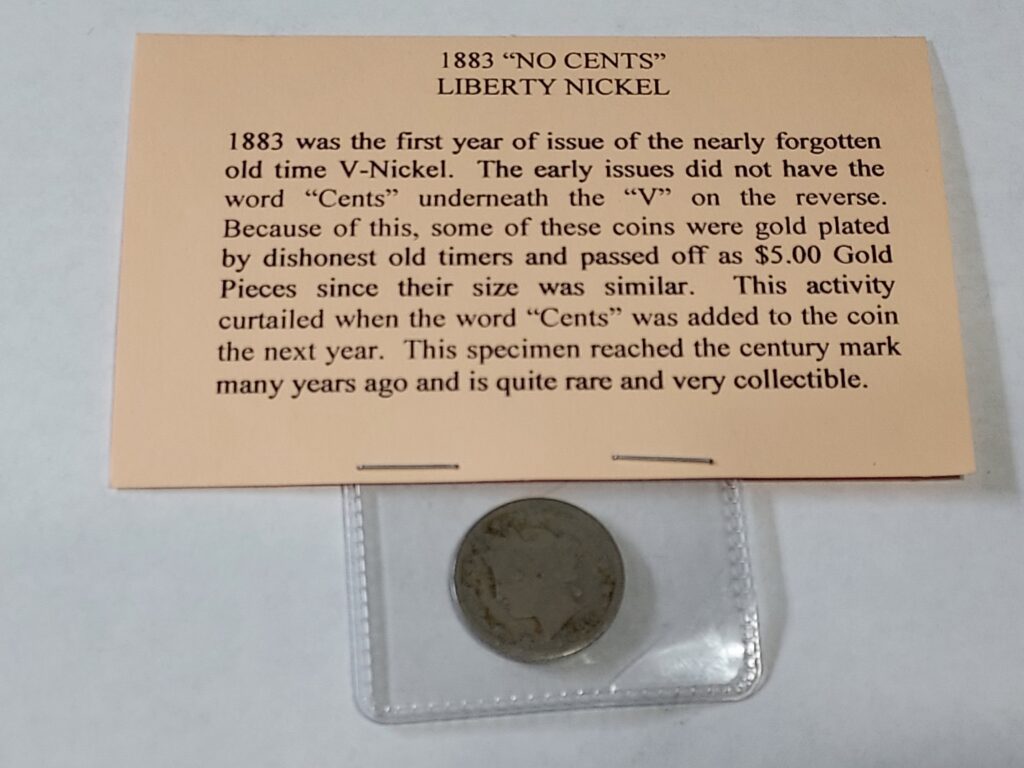 1883 “NO CENTS”
LIBERTY NICKEL
1883 was the first year of issue of the nearly forgotten
old time V-Nickel. The early issues did not have the
word “Cents” underneath the “V” on the reverse.
Because of this, some of these coins were gold plated
by dishonest old timers and passed off as $5.00 Gold
Pieces since their size was similar. This activity
curtailed when the word “Cents” was added to the coin
the next year. This specimen reached the century mark
many years ago and is quite rare and very collectible.